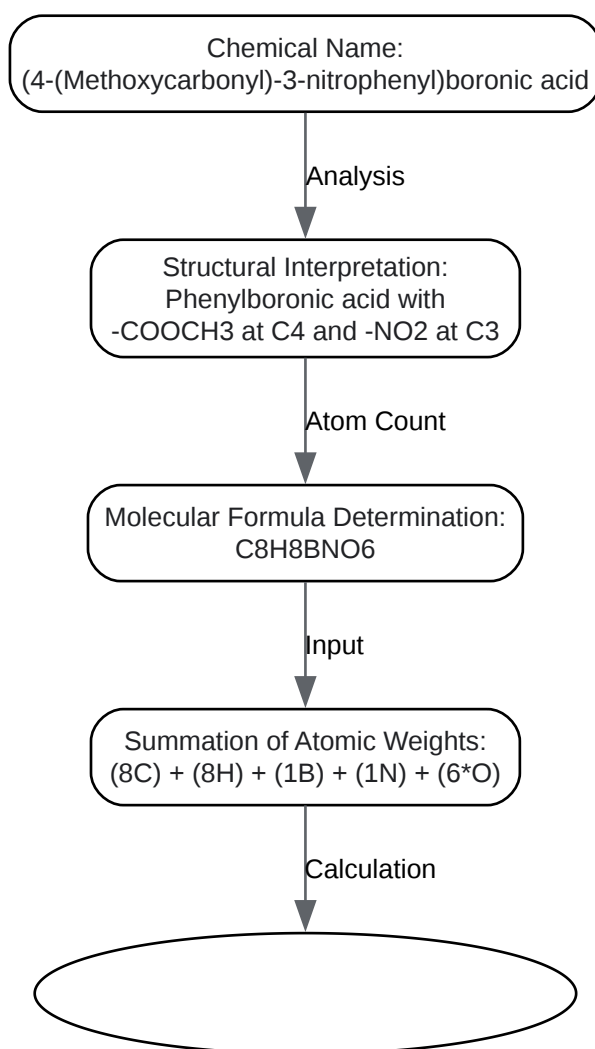 Chemical Name:
(4-(Methoxycarbonyl)-3-nitrophenyl)boronic acid
Analysis
Structural Interpretation:
Phenylboronic acid with
-COOCH3 at C4 and -NO2 at C3
Atom Count
Molecular Formula Determination:
C8H8BNO6
Input
Summation of Atomic Weights:
(8C) + (8H) + (1B) + (1N) + (6*O)
Calculation